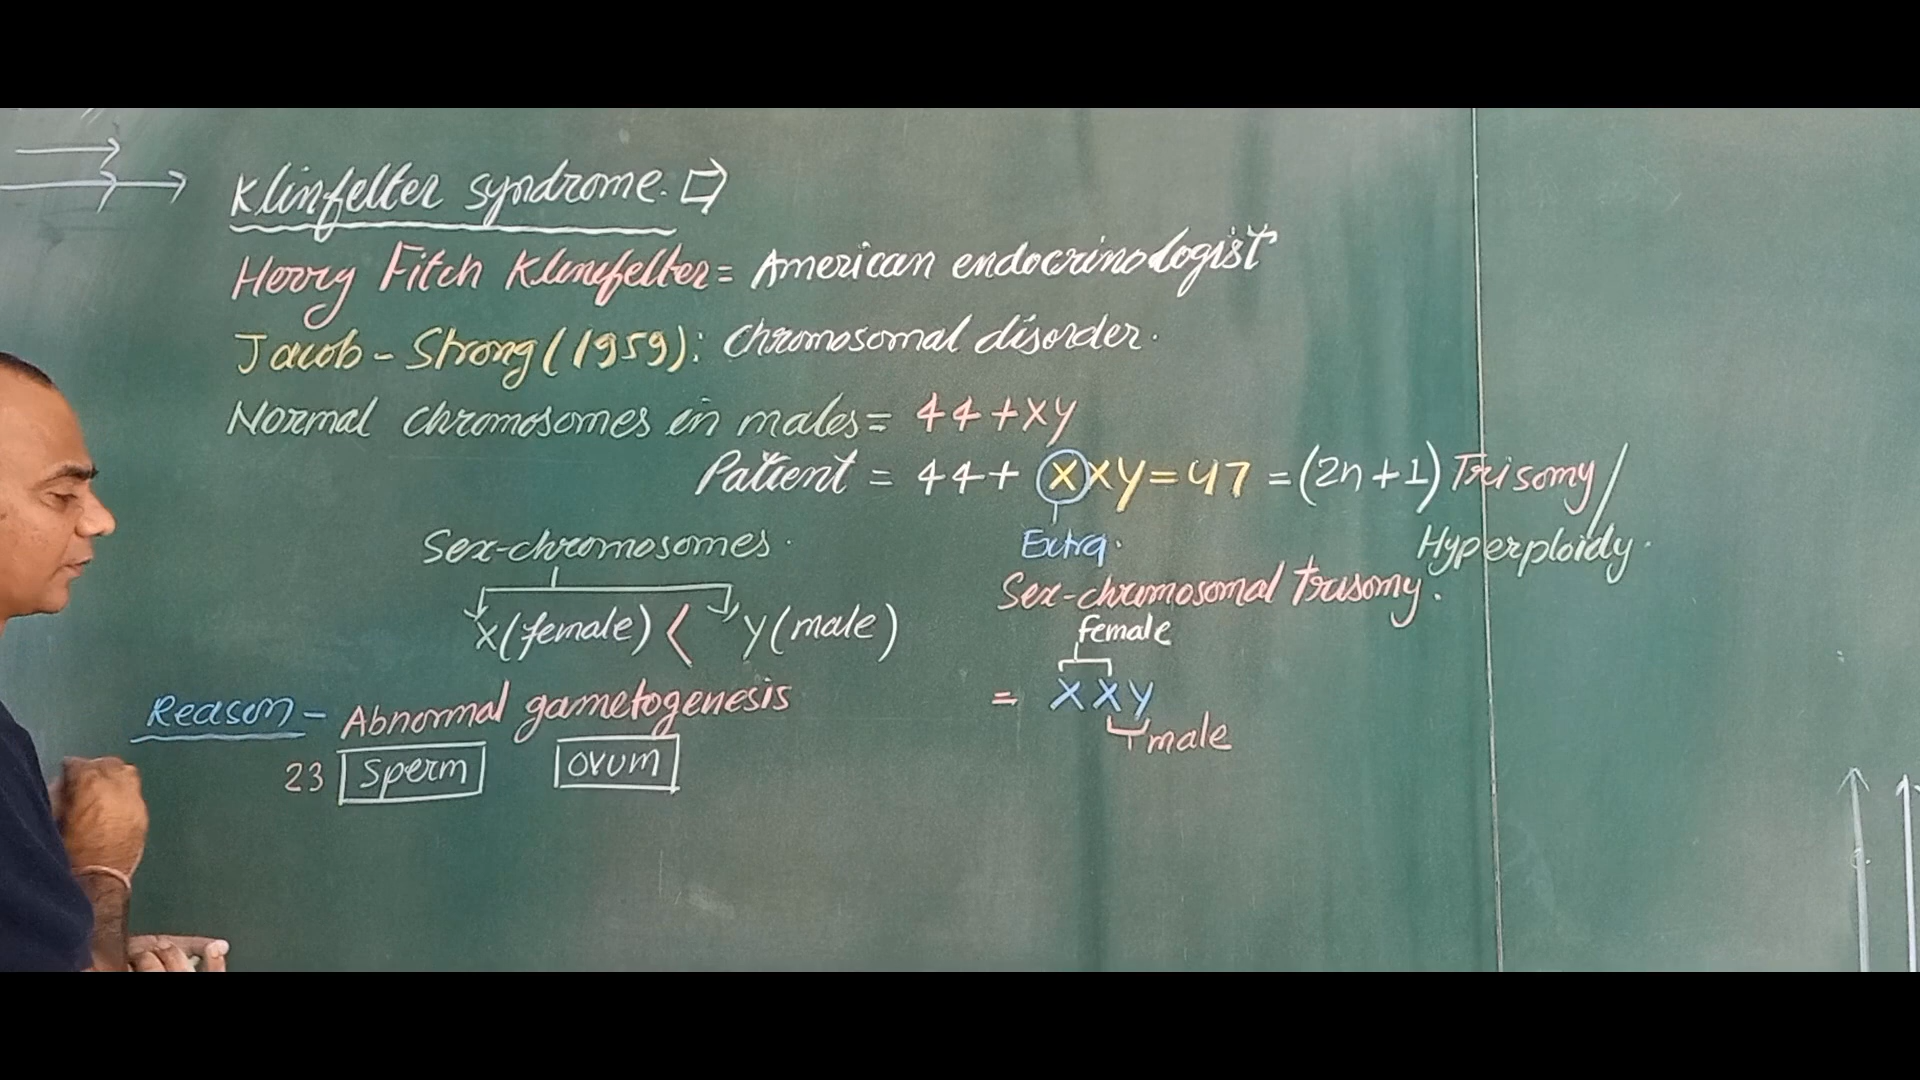 Klinfelter syndrome.
Herry Fitch Klinefelter = American endocrinologist
Jacob - Strong (1959): Chromosomal disorder.
Normal chromosomes in males = 44+XY
Patient = 44 + XXY = 47 = (2n+1) Trisomy/
Hyperploidy.
Extra.
Sex-chromosomes.
Sex-chromosomal trisomy.
X (female) < Y (male)
female
= XXY
male
Reason - Abnormal gametogenesis
23 sperm ovum